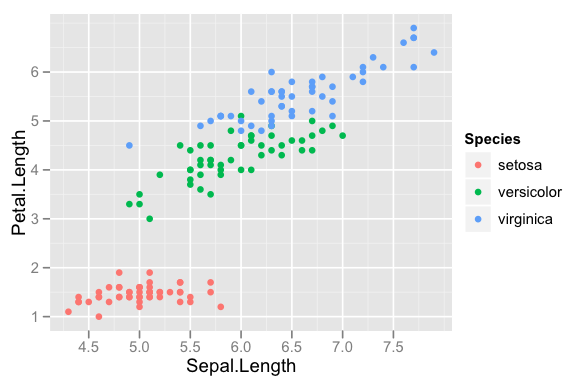 6
5
4
3
2
1
Petal.Length
4.5 5.0 5.5 6.0 6.5 7.0 7.5
Sepal.Length
Species
setosa
versicolor
virginica